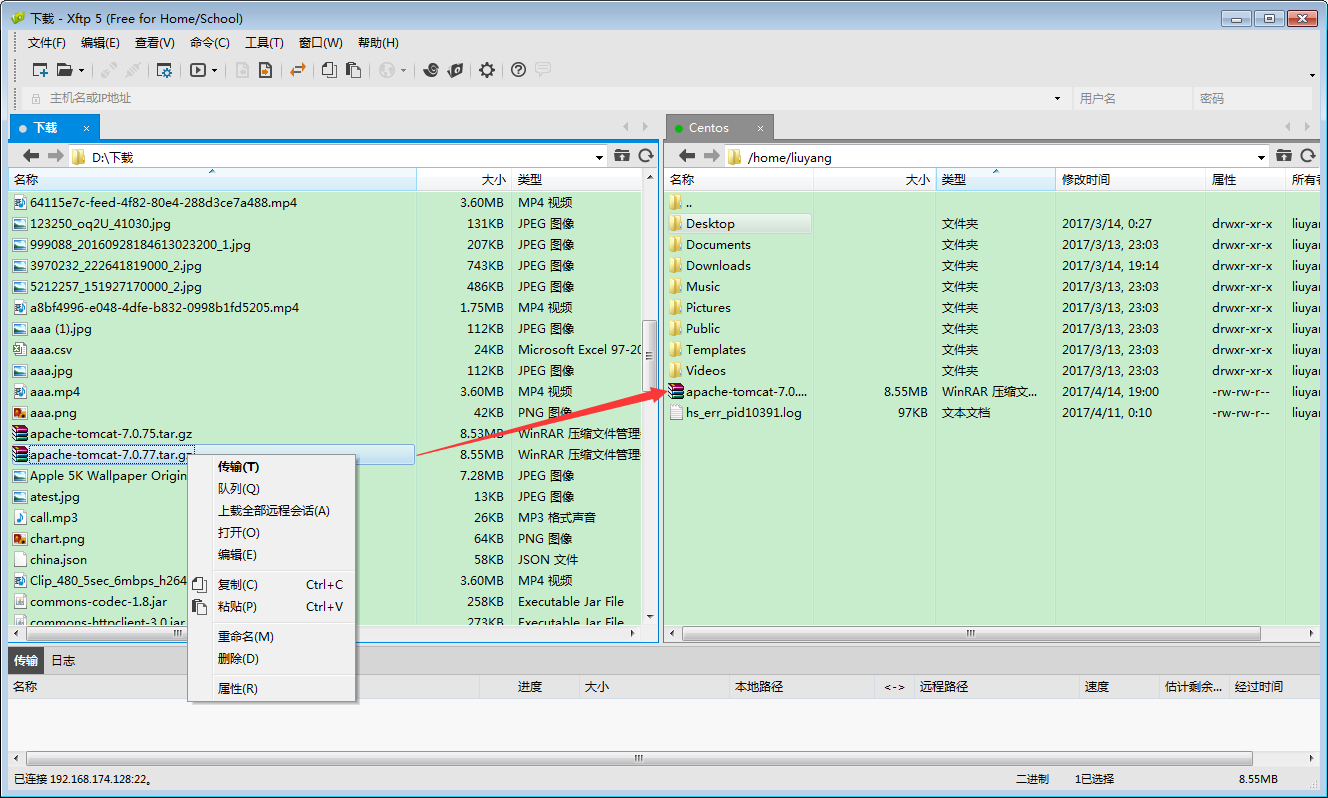 下载 - Xftp 5 (Free for Home/School)
文件(F) 编辑(E) 查看(V) 命令(C) 工具(T) 窗口(W) 帮助(H)
主机名或IP地址 用户名 密码
下载 × Centos ×
D:\下载 /home/liuyang
名称 大小 类型
64115e7c-feed-4f82-80e4-288d3ce7a488.mp4 3.60MB MP4 视频
123250_oq2U_41030.jpg 131KB JPEG 图像
999088_20160928184613023200_1.jpg 207KB JPEG 图像
3970232_222641819000_2.jpg 743KB JPEG 图像
5212257_151927170000_2.jpg 486KB JPEG 图像
a8bf4996-e048-4dfe-b832-0998b1fd5205.mp4 1.75MB MP4 视频
aaa (1).jpg 112KB JPEG 图像
aaa.csv 24KB Microsoft Excel 97-20
aaa.jpg 112KB JPEG 图像
aaa.mp4 3.60MB MP4 视频
aaa.png 42KB PNG 图像
apache-tomcat-7.0.75.tar.gz 8.53MB WinRAR 压缩文件管理
apache-tomcat-7.0.77.tar.gz 8.55MB WinRAR 压缩文件管理
Apple 5K Wallpaper Origin 7.28MB JPEG 图像
atest.jpg 13KB JPEG 图像
call.mp3 26KB MP3 格式声音
chart.png 64KB PNG 图像
china.json 58KB JSON 文件
Clip_480_5sec_6mbps_h264 3.60MB MP4 视频
commons-codec-1.8.jar 258KB Executable Jar File
commons-httpclient-3.0.jar 273KB Executable Jar File
传输(T)
队列(Q)
上载全部远程会话(A)
打开(O)
编辑(E)
复制(C) Ctrl+C
粘贴(P) Ctrl+V
重命名(M)
删除(D)
属性(R)
名称 大小 类型 修改时间 属性 所有者
..
Desktop 文件夹 2017/3/14, 0:27 drwxr-xr-x liuyan
Documents 文件夹 2017/3/13, 23:03 drwxr-xr-x liuyan
Downloads 文件夹 2017/3/14, 19:14 drwxr-xr-x liuyan
Music 文件夹 2017/3/13, 23:03 drwxr-xr-x liuyan
Pictures 文件夹 2017/3/13, 23:03 drwxr-xr-x liuyan
Public 文件夹 2017/3/13, 23:03 drwxr-xr-x liuyan
Templates 文件夹 2017/3/13, 23:03 drwxr-xr-x liuyan
Videos 文件夹 2017/3/13, 23:03 drwxr-xr-x liuyan
apache-tomcat-7.0.... 8.55MB WinRAR 压缩文... 2017/4/14, 19:00 -rw-rw-r-- liuyan
hs_err_pid10391.log 97KB 文本文档 2017/4/11, 0:10 -rw-rw-r-- liuyan
传输 日志
名称 进度 大小 本地路径 <-> 远程路径 速度 估计剩余... 经过时间
已连接 192.168.174.128:22。 二进制 1已选择 8.55MB